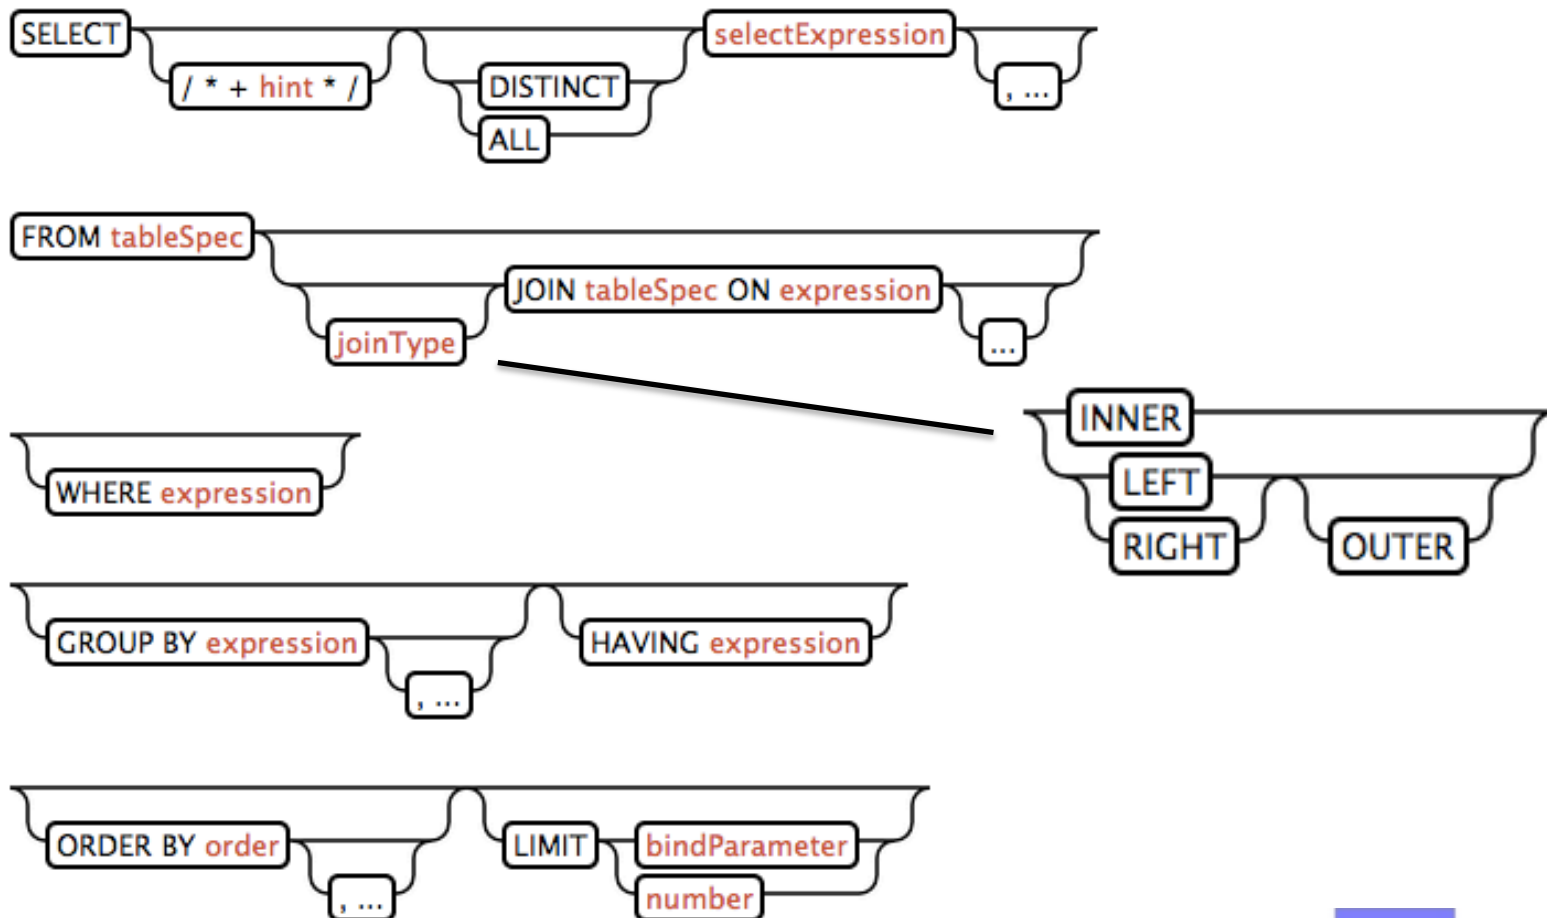 SELECT selectExpression
/ * + hint * / DISTINCT , ...
ALL
FROM tableSpec
JOIN tableSpec ON expression
joinType ...
INNER
WHERE expression LEFT
RIGHT OUTER
GROUP BY expression HAVING expression
, ...
ORDER BY order LIMIT bindParameter
, ... number